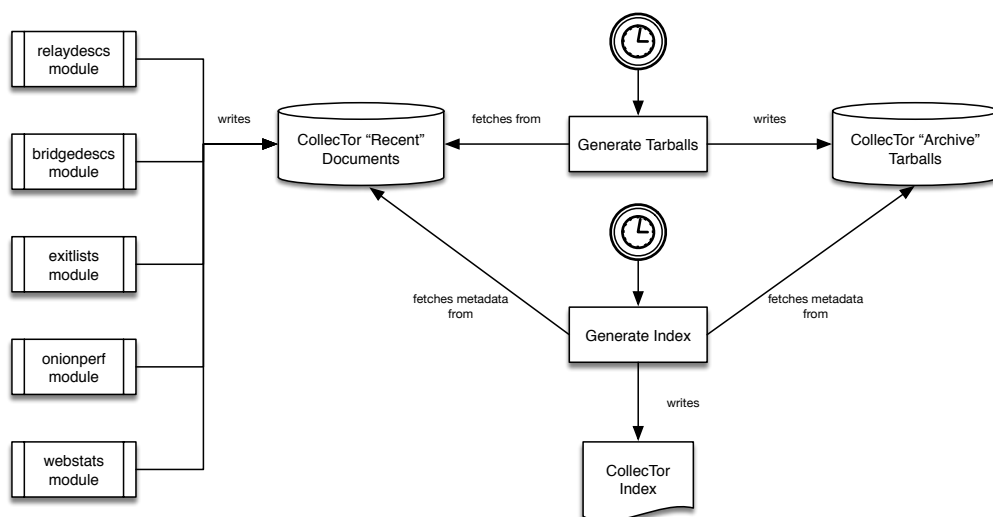 relaydescs
module
bridgedescs
module
exitlists
module
onionperf
module
webstats
module
writes
CollecTor “Recent”
Documents
fetches from
Generate Tarballs
writes
CollecTor “Archive”
Tarballs
fetches metadata
from
Generate Index
fetches metadata
from
writes
CollecTor
Index